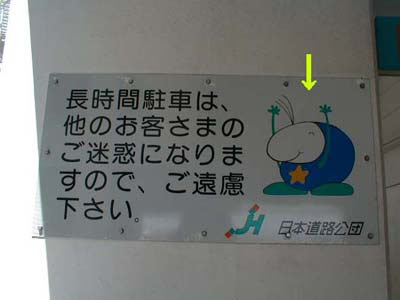 長時間駐車は、
他のお客さまの
ご迷惑になりま
すので、ご遠慮
下さい。
JH 日本道路公団